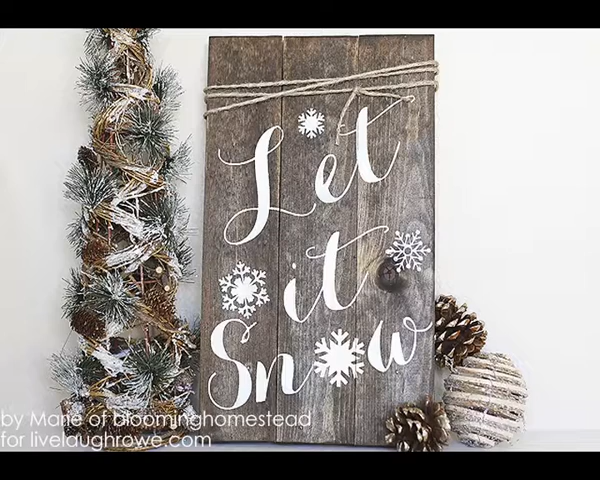 Let
it
Snow
by Marie of bloominghomestead
for livelaughrowe.com